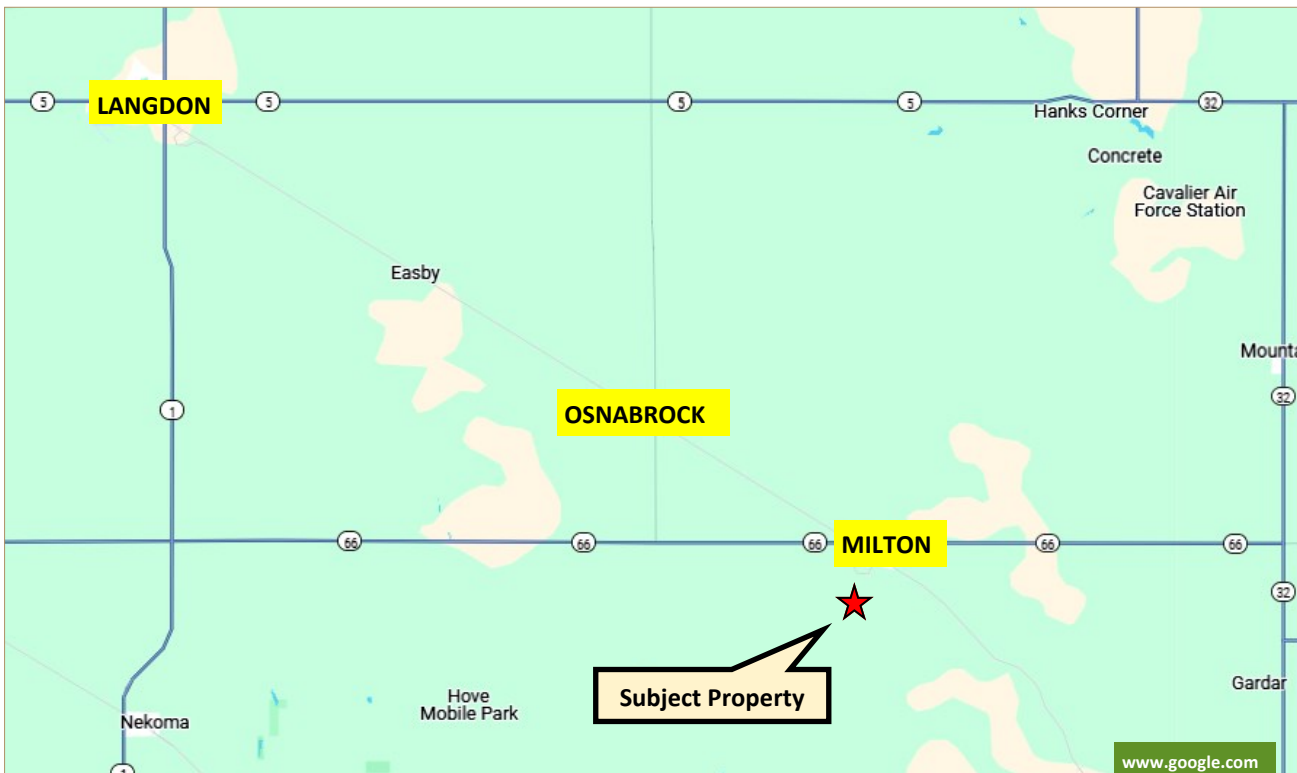 5
LANGDON
5
5
5
32
Hanks Corner
Concrete
Cavalier Air
Force Station
Easby
Mounta
32
1
OSNABROCK
66
66
66
MILTON
66
66
32
Subject Property
Gardar
Hove
Mobile Park
Nekoma
www.google.com
1